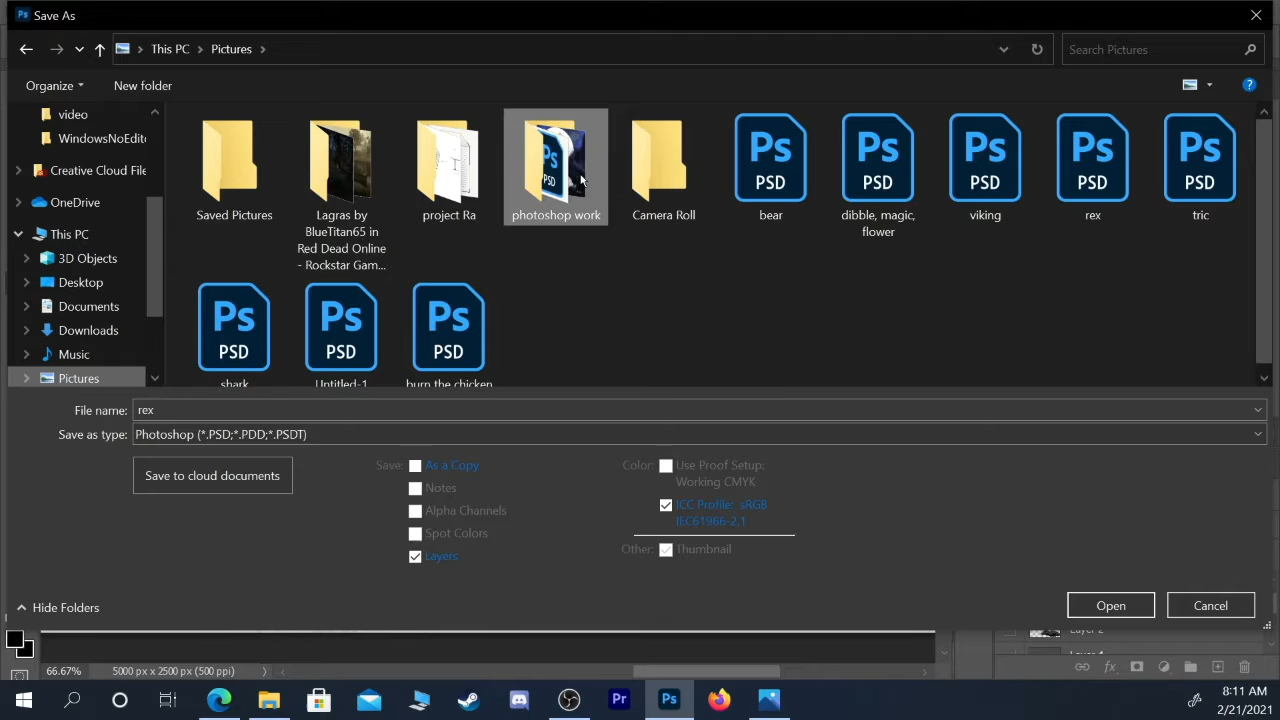 Save As
This PC
Pictures
Search Pictures
Organize
New folder
video
WindowsNoEdit
Creative Cloud File
OneDrive
This PC
3D Objects
Desktop
Documents
Downloads
Music
Pictures
Saved Pictures
Lagras by
BlueTitan65 in
Red Dead Online
- Rockstar Gam...
project Ra
photoshop work
Camera Roll
Ps
PSD
bear
Ps
PSD
dibble, magic,
flower
Ps
PSD
viking
Ps
PSD
rex
Ps
PSD
tric
Ps
PSD
shark
Ps
PSD
Untitled-1
Ps
PSD
burn the chicken
File name: rex
Save as type: Photoshop (*.PSD;*.PDD;*.PSDT)
Save to cloud documents
Save:
As a Copy
Notes
Alpha Channels
Spot Colors
Layers
Color:
Use Proof Setup:
Working CMYK
ICC Profile: sRGB
IEC61966-2.1
Other:
Thumbnail
Hide Folders
Open
Cancel
66.67%
5000 px x 2500 px (500 ppi)
fx
Pr
Ps
8:11 AM
2/21/2021